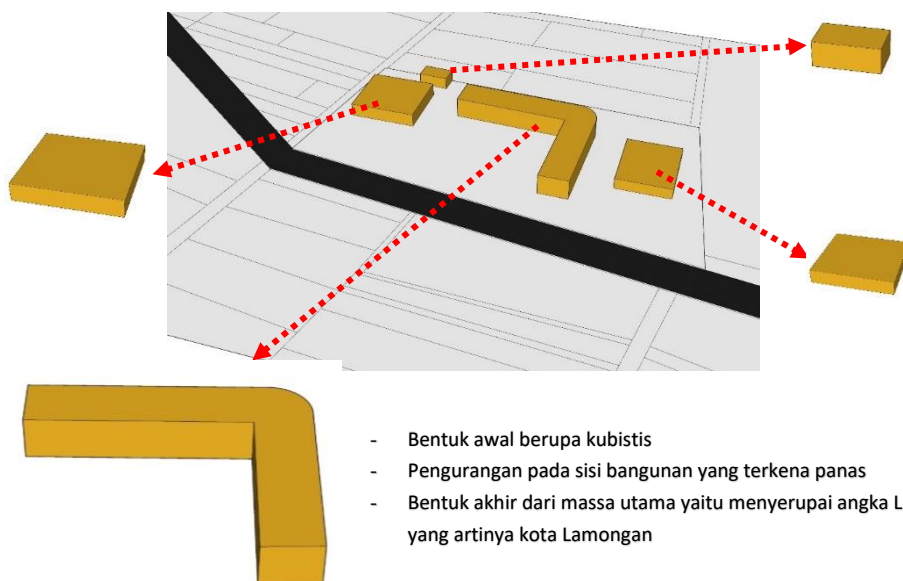 - Bentuk awal berupa kubistis
- Pengurangan pada sisi bangunan yang terkena panas
- Bentuk akhir dari massa utama yaitu menyerupai angka L
yang artinya kota Lamongan